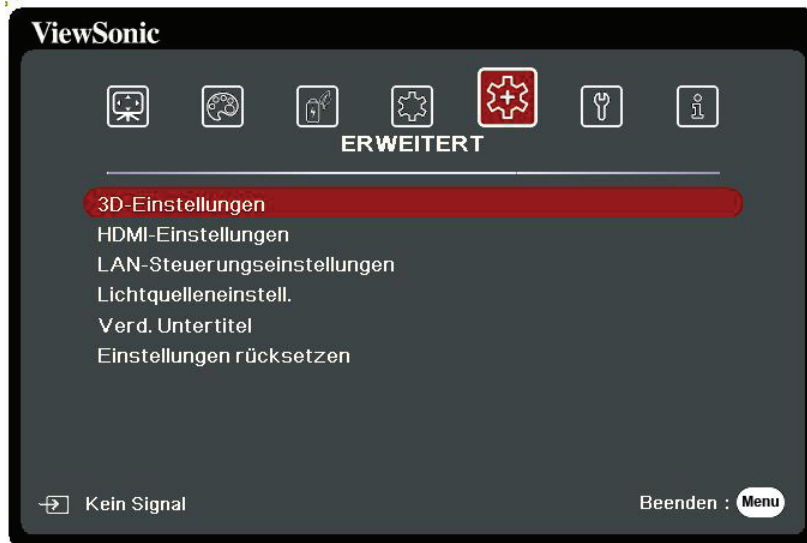 ViewSonic
ERWEITERT
3D-Einstellungen
HDMI-Einstellungen
LAN-Steuerungseinstellungen
Lichtquelleneinstell.
Verd. Untertitel
Einstellungen rücksetzen
Kein Signal
Beenden : Menu